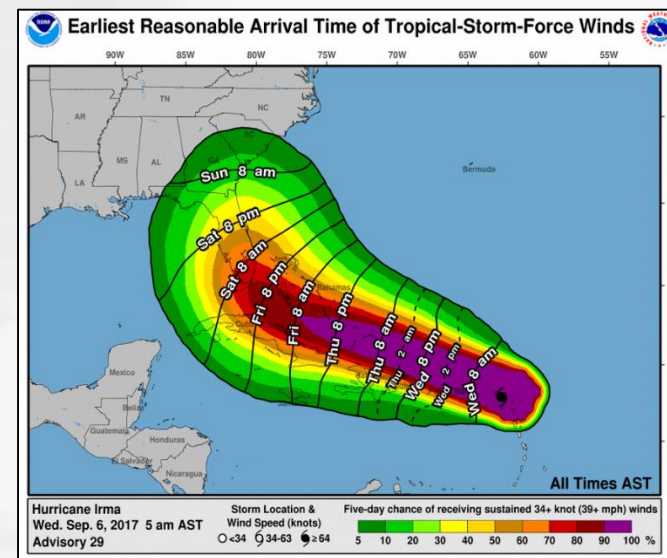 NOAA
Earliest Reasonable Arrival Time of Tropical-Storm-Force Winds
90W 85W 80W 75W 70W 65W 60W 55W
TN
NC
AR
SC
MS
AL
GA
LA
Sun 8 am
Bermuda
Sat 8 pm
Sat 8 am
Fri 8 pm
Fri 8 am
Thu 8 pm
Thu 8 am
Thu 2 am
Wed 8 pm
Wed 2 pm
Wed 8 am
Bahamas
Cuba
Mexico
Belize
Guatemala
Honduras
El Salvador
Nicaragua
All Times AST
Hurricane Irma
Wed. Sep. 6, 2017 5 am AST
Advisory 29
Storm Location &
Wind Speed (knots)
<34 34-63 ≥64
Five-day chance of receiving sustained 34+ knot (39+ mph) winds
5 10 20 30 40 50 60 70 80 90 100 %